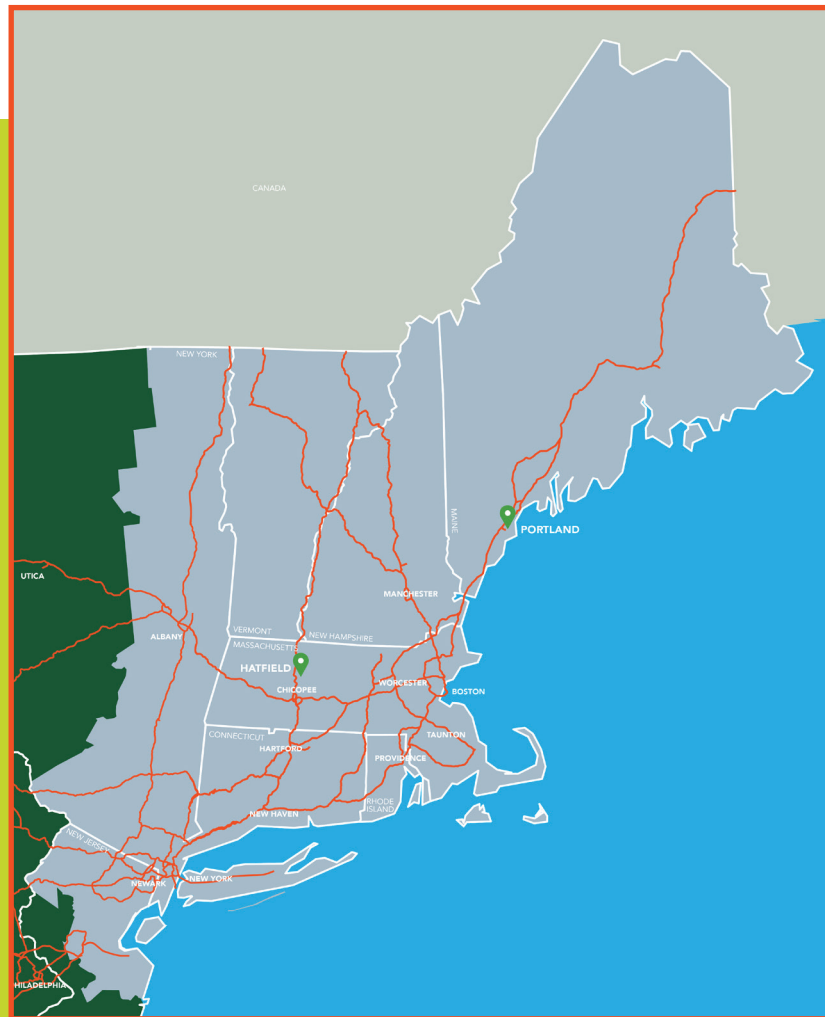 CANADA
NEW YORK
MAINE
PORTLAND
UTICA
MANCHESTER
ALBANY
VERMONT
NEW HAMPSHIRE
MASSACHUSETTS
HATFIELD
CHICOPEE
WORCESTER
BOSTON
CONNECTICUT
HARTFORD
TAUNTON
PROVIDENCE
RHODE
ISLAND
NEW HAVEN
NEW JERSEY
NEWARK
NEW YORK
HILADELPHIA